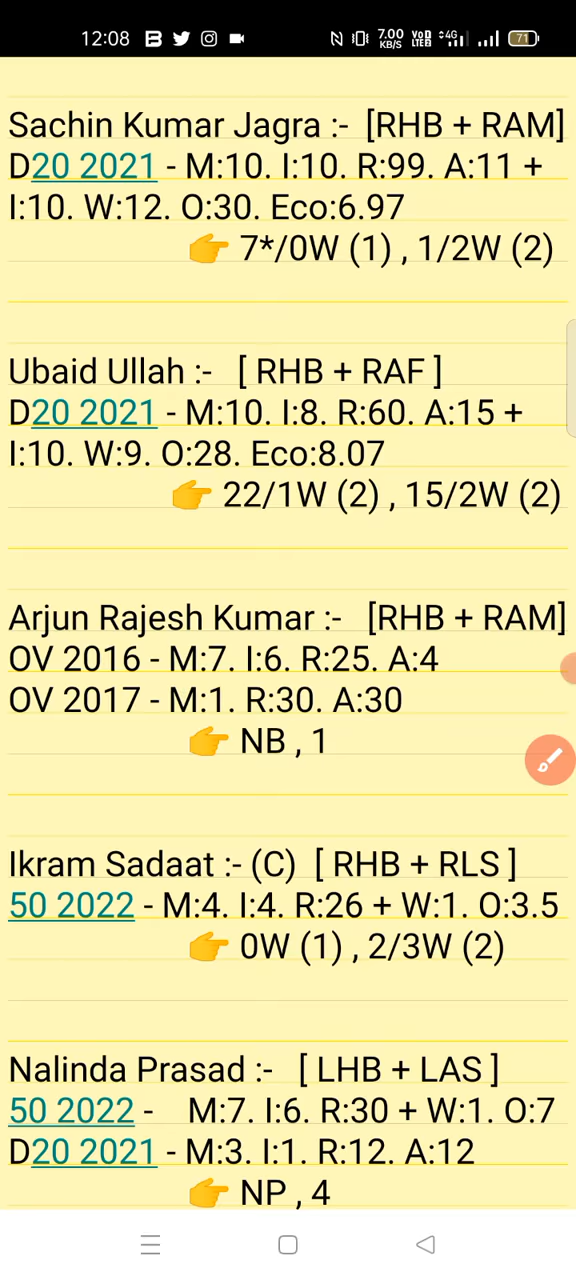 12:08 7.00 KB/S VoD LTE2 4G 71
Sachin Kumar Jagra :- [RHB + RAM]
D20 2021 - M:10. I:10. R:99. A:11 +
I:10. W:12. O:30. Eco:6.97
👉 7*/0W (1) , 1/2W (2)
Ubaid Ullah :- [ RHB + RAF ]
D20 2021 - M:10. I:8. R:60. A:15 +
I:10. W:9. O:28. Eco:8.07
👉 22/1W (2) , 15/2W (2)
Arjun Rajesh Kumar :- [RHB + RAM]
OV 2016 - M:7. I:6. R:25. A:4
OV 2017 - M:1. R:30. A:30
👉 NB , 1
Ikram Sadaat :- (C) [ RHB + RLS ]
50 2022 - M:4. I:4. R:26 + W:1. O:3.5
👉 0W (1) , 2/3W (2)
Nalinda Prasad :- [ LHB + LAS ]
50 2022 - M:7. I:6. R:30 + W:1. O:7
D20 2021 - M:3. I:1. R:12. A:12
👉 NP , 4